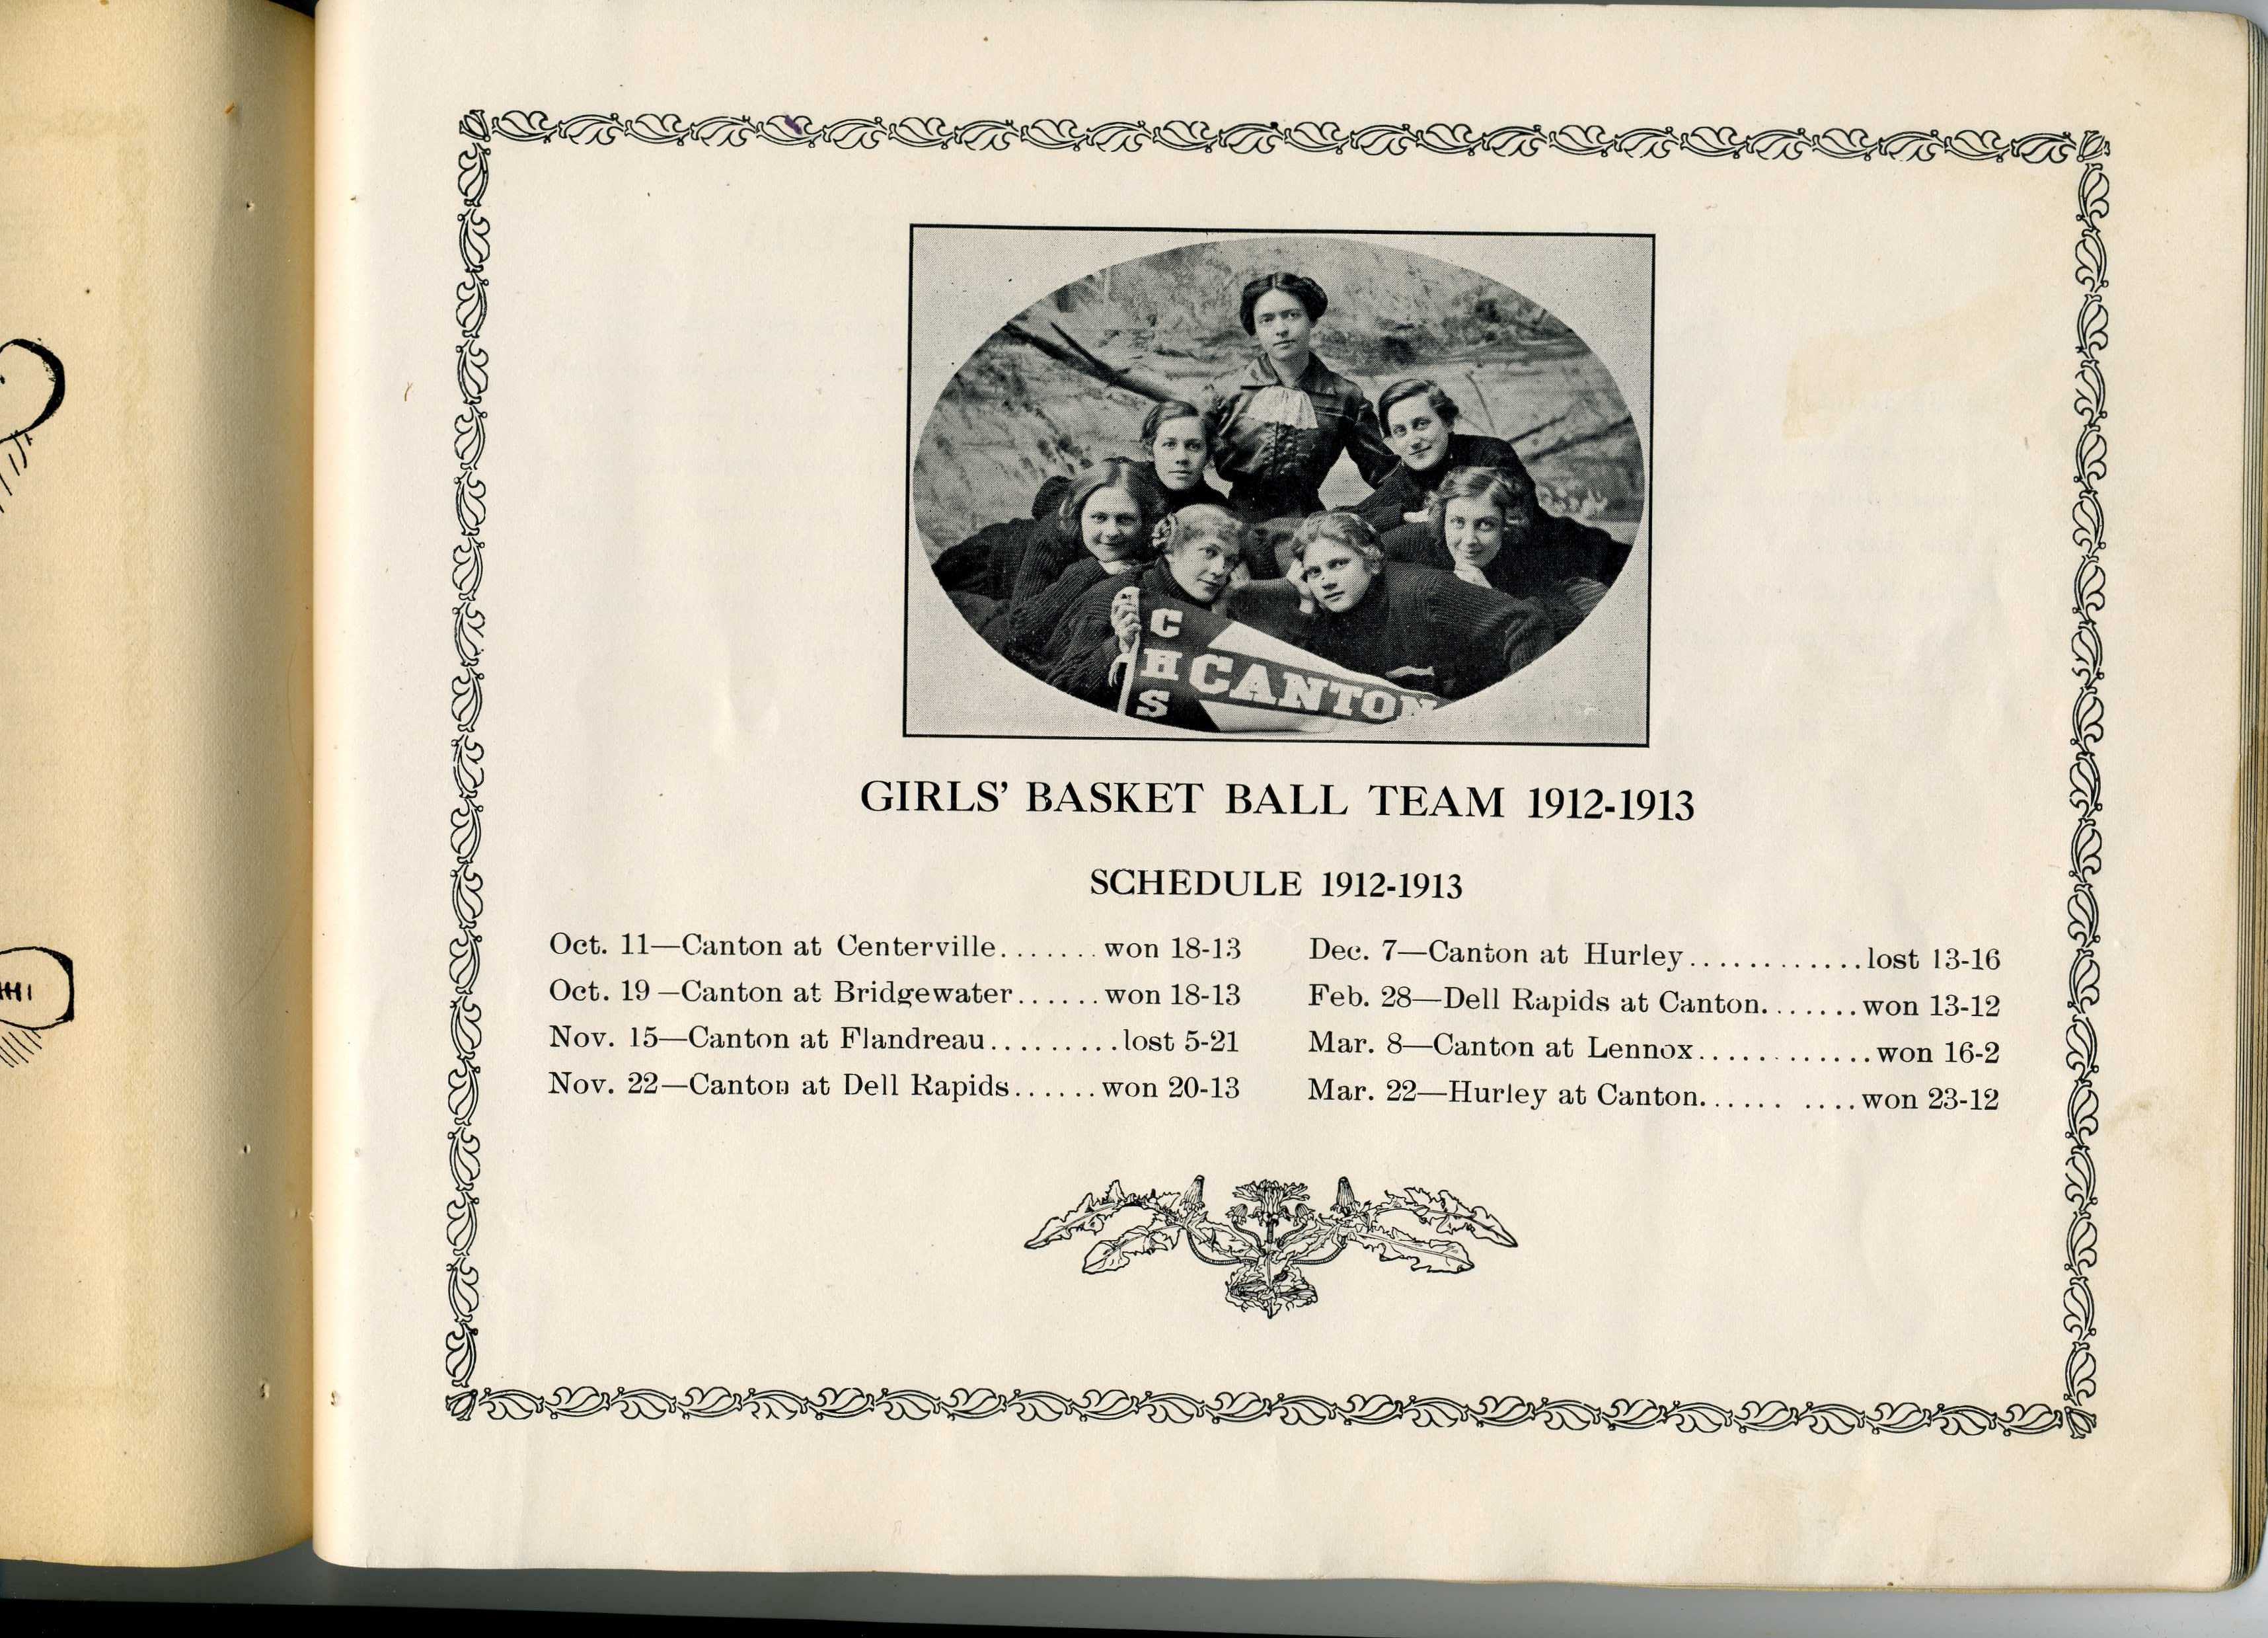 C
H CANTON
S
GIRLS' BASKET BALL TEAM 1912-1913
SCHEDULE 1912-1913
Oct. 11—Canton at Centerville.......won 18-13
Oct. 19—Canton at Bridgewater......won 18-13
Nov. 15—Canton at Flandreau.........lost 5-21
Nov. 22—Canton at Dell Rapids......won 20-13
Dec. 7—Canton at Hurley............lost 13-16
Feb. 28—Dell Rapids at Canton.......won 13-12
Mar. 8—Canton at Lennox............won 16-2
Mar. 22—Hurley at Canton...... ....won 23-12